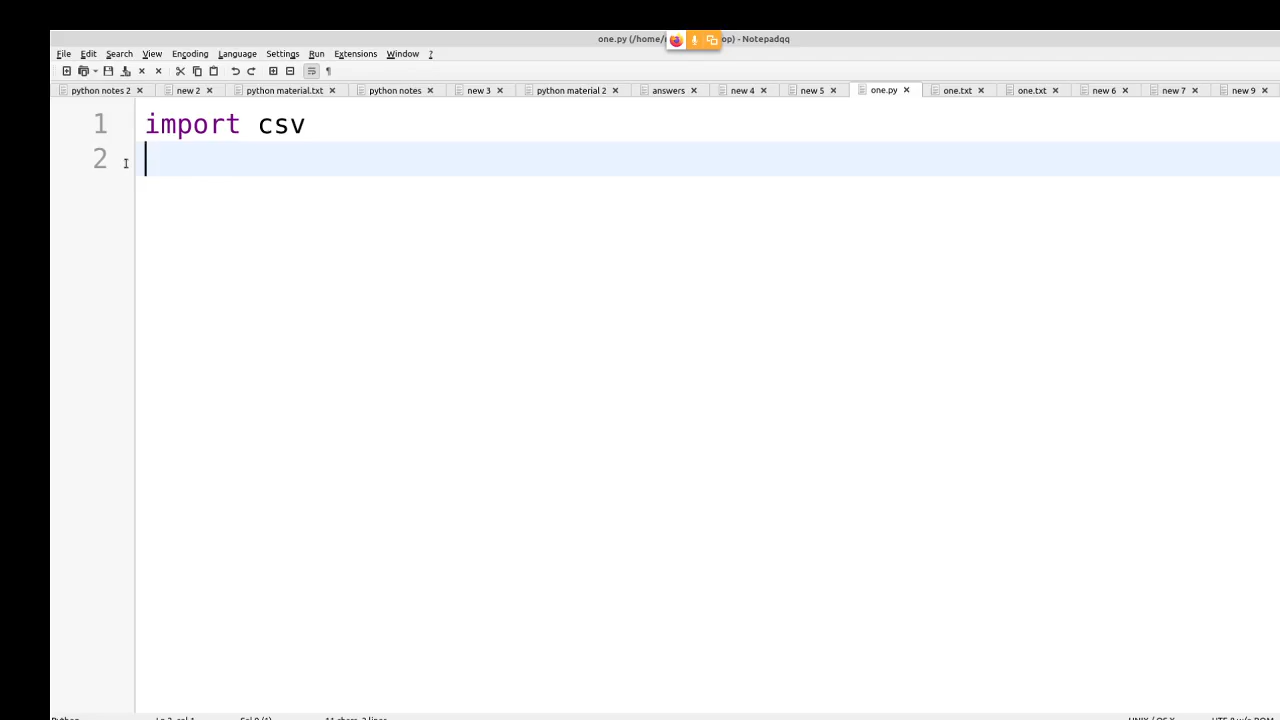 one.py (/home/ op) - Notepadqq
File Edit Search View Encoding Language Settings Run Extensions Window ?
python notes 2 new 2 python material.txt python notes new 3 python material 2 answers new 4 new 5 one.py one.txt one.txt new 6 new 7 new 9
1 import csv
2